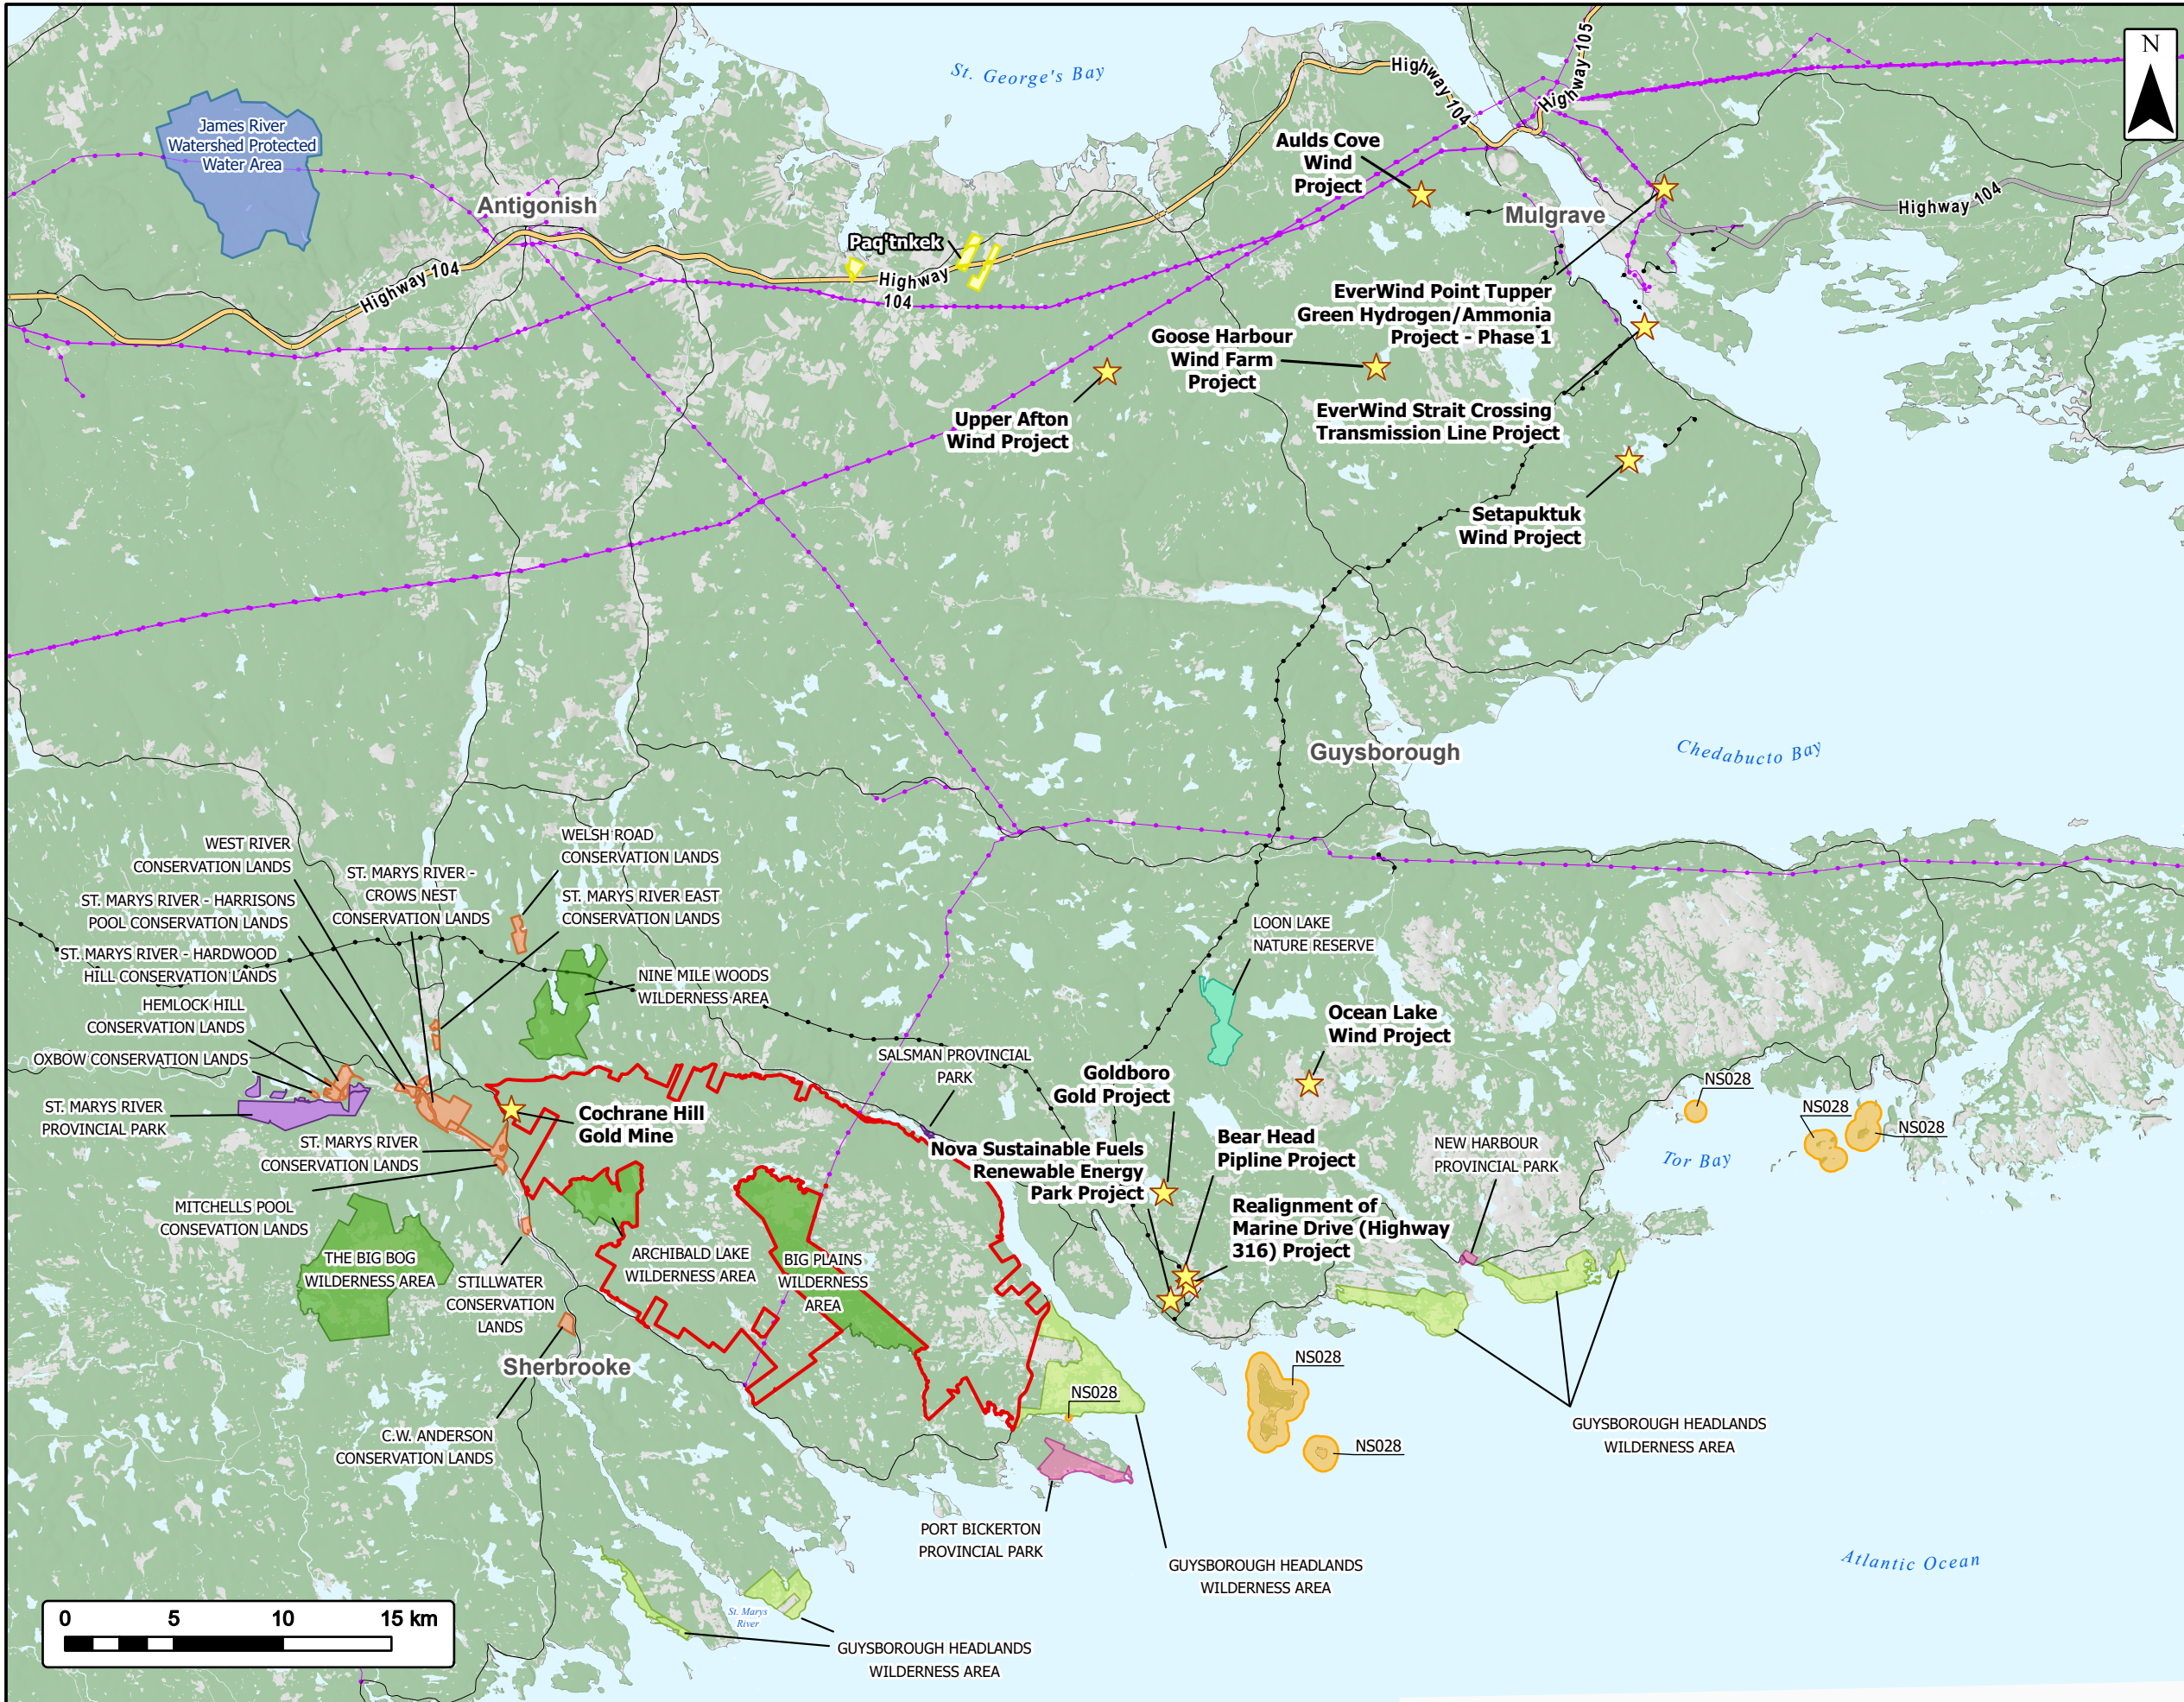 St. George's Bay
Highway 105
N
Highway 104
James River
Watershed Protected
Water Area
Aulds Cove
Wind
Project
Antigonish
Mulgrave
Highway 104
Paq'tnkek
Highway
104
Highway 104
EverWind Point Tupper
Green Hydrogen/Ammonia
Project - Phase 1
Goose Harbour
Wind Farm
Project
Upper Afton
Wind Project
EverWind Strait Crossing
Transmission Line Project
Setapuktuk
Wind Project
Guysborough
Chedabucto Bay
WEST RIVER
CONSERVATION LANDS
WELSH ROAD
CONSERVATION LANDS
ST. MARYS RIVER -
CROWS NEST
CONSERVATION LANDS
ST. MARYS RIVER - HARRISONS
POOL CONSERVATION LANDS
ST. MARYS RIVER EAST
CONSERVATION LANDS
LOON LAKE
NATURE RESERVE
ST. MARYS RIVER - HARDWOOD
HILL CONSERVATION LANDS
NINE MILE WOODS
WILDERNESS AREA
HEMLOCK HILL
CONSERVATION LANDS
Ocean Lake
Wind Project
OXBOW CONSERVATION LANDS
SALSMAN PROVINCIAL
PARK
Goldboro
Gold Project
NS028
ST. MARYS RIVER
PROVINCIAL PARK
Cochrane Hill
Gold Mine
NS028
NS028
ST. MARYS RIVER
CONSERVATION LANDS
Nova Sustainable Fuels
Renewable Energy
Park Project
Bear Head
Pipline Project
NEW HARBOUR
PROVINCIAL PARK
Tor Bay
MITCHELLS POOL
CONSEVATION LANDS
Realignment of
Marine Drive (Highway
316) Project
THE BIG BOG
WILDERNESS AREA
ARCHIBALD LAKE
WILDERNESS AREA
BIG PLAINS
WILDERNESS
AREA
STILLWATER
CONSERVATION
LANDS
Sherbrooke
NS028
NS028
NS028
GUYSBOROUGH HEADLANDS
WILDERNESS AREA
C.W. ANDERSON
CONSERVATION LANDS
PORT BICKERTON
PROVINCIAL PARK
GUYSBOROUGH HEADLANDS
WILDERNESS AREA
Atlantic Ocean
St. Marys
River
GUYSBOROUGH HEADLANDS
WILDERNESS AREA
0 5 10 15 km